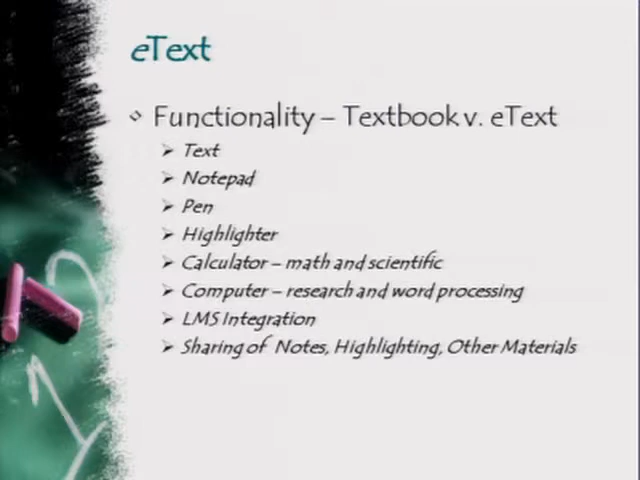 eText
Functionality – Textbook v. eText
Text
Notepad
Pen
Highlighter
Calculator – math and scientific
Computer – research and word processing
LMS Integration
Sharing of Notes, Highlighting, Other Materials